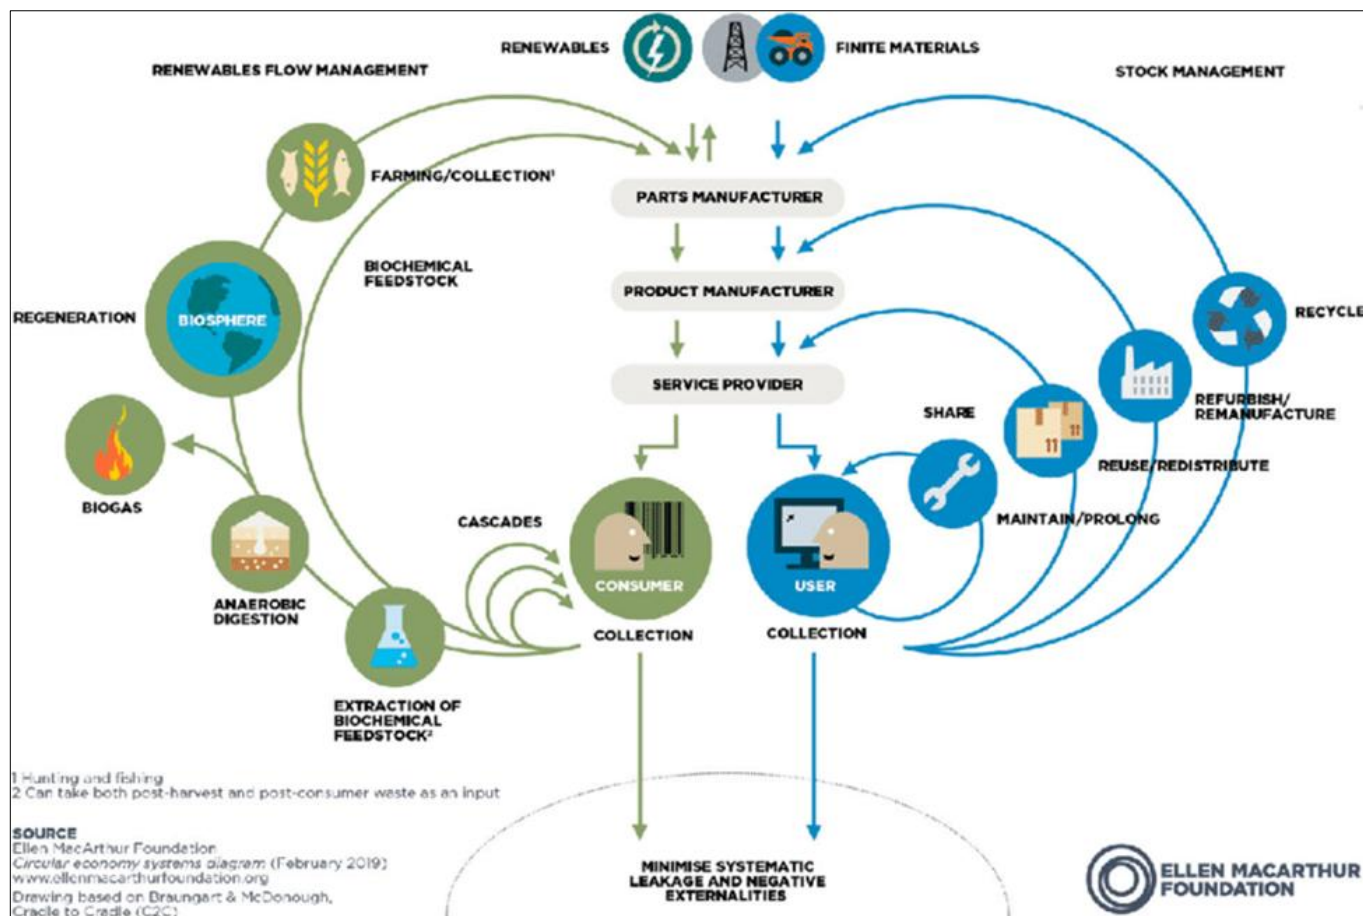 RENEWABLES
FINITE MATERIALS
RENEWABLES FLOW MANAGEMENT
STOCK MANAGEMENT
FARMING/COLLECTION¹
PARTS MANUFACTURER
BIOCHEMICAL
FEEDSTOCK
PRODUCT MANUFACTURER
REGENERATION
BIOSPHERE
RECYCLE
SERVICE PROVIDER
SHARE
REFURBISH/
REMANUFACTURE
11
11
REUSE/REDISTRIBUTE
BIOGAS
CASCADES
MAINTAIN/PROLONG
CONSUMER
USER
ANAEROBIC
DIGESTION
COLLECTION
COLLECTION
EXTRACTION OF
BIOCHEMICAL
FEEDSTOCK²
1 Hunting and fishing
2 Can take both post-harvest and post-consumer waste as an input
SOURCE
Ellen MacArthur Foundation
Circular economy systems diagram (February 2019)
www.ellenmacarthurfoundation.org
Drawing based on Braungart & McDonough,
Cradle to Cradle (C2C)
MINIMISE SYSTEMATIC
LEAKAGE AND NEGATIVE
EXTERNALITIES
ELLEN MACARTHUR
FOUNDATION